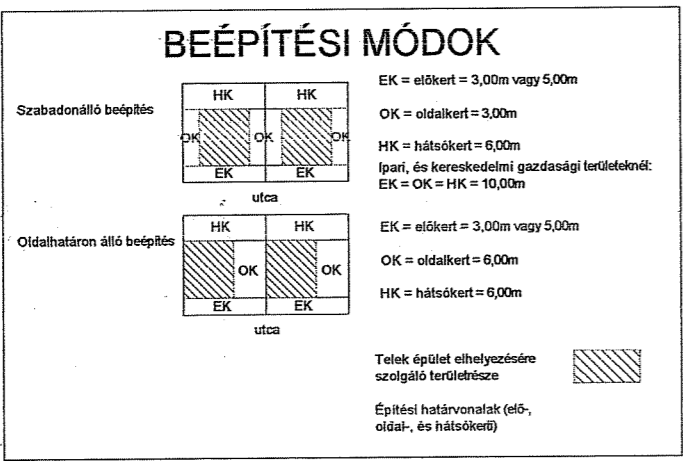 BEÉPÍTÉSI MÓDOK
Szabadonálló beépítés
HK HK
OK OK OK
EK EK
utca
EK = előkert = 3,00m vagy 5,00m
OK = oldalkert = 3,00m
HK = hátsókert = 6,00m
Ipari, és kereskedelmi gazdasági területeknél:
EK = OK = HK = 10,00m
Oldalhatáron álló beépítés
HK HK
OK OK
EK EK
utca
EK = előkert = 3,00m vagy 5,00m
OK = oldalkert = 6,00m
HK = hátsókert = 6,00m
Telek épület elhelyezésére
szolgáló területrésze
Építési határvonalak (elő-,
oldal-, és hátsókerti)